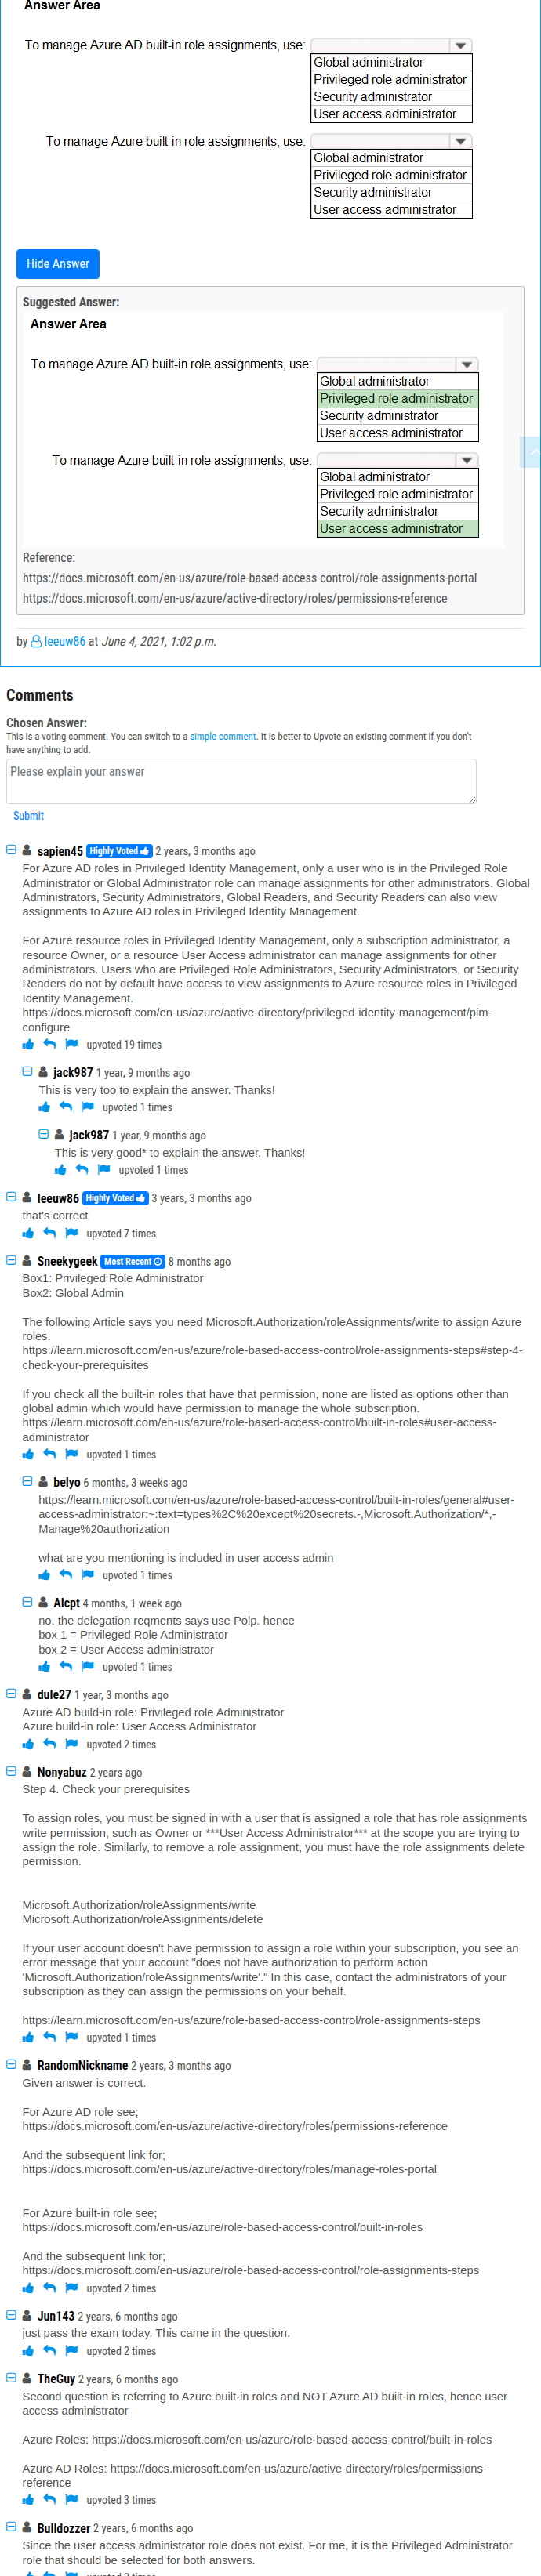 Answer Area
To manage Azure AD built-in role assignments, use:
Global administrator
Privileged role administrator
Security administrator
User access administrator
To manage Azure built-in role assignments, use:
Global administrator
Privileged role administrator
Security administrator
User access administrator
Hide Answer
Suggested Answer:
Answer Area
To manage Azure AD built-in role assignments, use:
Global administrator
Privileged role administrator
Security administrator
User access administrator
To manage Azure built-in role assignments, use:
Global administrator
Privileged role administrator
Security administrator
User access administrator
Reference:
https://docs.microsoft.com/en-us/azure/role-based-access-control/role-assignments-portal
https://docs.microsoft.com/en-us/azure/active-directory/roles/permissions-reference
by leeuw86 at June 4, 2021, 1:02 p.m.
Comments
Chosen Answer:
This is a voting comment. You can switch to a simple comment. It is better to Upvote an existing comment if you don't
have anything to add.
Please explain your answer
Submit
sapien45 Highly Voted 2 years, 3 months ago
For Azure AD roles in Privileged Identity Management, only a user who is in the Privileged Role
Administrator or Global Administrator role can manage assignments for other administrators. Global
Administrators, Security Administrators, Global Readers, and Security Readers can also view
assignments to Azure AD roles in Privileged Identity Management.
For Azure resource roles in Privileged Identity Management, only a subscription administrator, a
resource Owner, or a resource User Access administrator can manage assignments for other
administrators. Users who are Privileged Role Administrators, Security Administrators, or Security
Readers do not by default have access to view assignments to Azure resource roles in Privileged
Identity Management.
https://docs.microsoft.com/en-us/azure/active-directory/privileged-identity-management/pim-
configure
upvoted 19 times
jack987 1 year, 9 months ago
This is very too to explain the answer. Thanks!
upvoted 1 times
jack987 1 year, 9 months ago
This is very good* to explain the answer. Thanks!
upvoted 1 times
leeuw86 Highly Voted 3 years, 3 months ago
that's correct
upvoted 7 times
Sneekygeek Most Recent 8 months ago
Box1: Privileged Role Administrator
Box2: Global Admin
The following Article says you need Microsoft.Authorization/roleAssignments/write to assign Azure
roles.
https://learn.microsoft.com/en-us/azure/role-based-access-control/role-assignments-steps#step-4-
check-your-prerequisites
If you check all the built-in roles that have that permission, none are listed as options other than
global admin which would have permission to manage the whole subscription.
https://learn.microsoft.com/en-us/azure/role-based-access-control/built-in-roles#user-access-
administrator
upvoted 1 times
belyo 6 months, 3 weeks ago
https://learn.microsoft.com/en-us/azure/role-based-access-control/built-in-roles/general#user-
access-administrator:~:text=types%2C%20except%20secrets.-,Microsoft.Authorization/*,-
Manage%20authorization
what are you mentioning is included in user access admin
upvoted 1 times
Alcpt 4 months, 1 week ago
no. the delegation reqments says use Polp. hence
box 1 = Privileged Role Administrator
box 2 = User Access administrator
upvoted 1 times
dule27 1 year, 3 months ago
Azure AD build-in role: Privileged role Administrator
Azure build-in role: User Access Administrator
upvoted 2 times
Nonyabuz 2 years ago
Step 4. Check your prerequisites
To assign roles, you must be signed in with a user that is assigned a role that has role assignments
write permission, such as Owner or ***User Access Administrator*** at the scope you are trying to
assign the role. Similarly, to remove a role assignment, you must have the role assignments delete
permission.
Microsoft.Authorization/roleAssignments/write
Microsoft.Authorization/roleAssignments/delete
If your user account doesn't have permission to assign a role within your subscription, you see an
error message that your account "does not have authorization to perform action
'Microsoft.Authorization/roleAssignments/write'." In this case, contact the administrators of your
subscription as they can assign the permissions on your behalf.
https://learn.microsoft.com/en-us/azure/role-based-access-control/role-assignments-steps
upvoted 1 times
RandomNickname 2 years, 3 months ago
Given answer is correct.
For Azure AD role see;
https://docs.microsoft.com/en-us/azure/active-directory/roles/permissions-reference
And the subsequent link for;
https://docs.microsoft.com/en-us/azure/active-directory/roles/manage-roles-portal
For Azure built-in role see;
https://docs.microsoft.com/en-us/azure/role-based-access-control/built-in-roles
And the subsequent link for;
https://docs.microsoft.com/en-us/azure/role-based-access-control/role-assignments-steps
upvoted 2 times
Jun143 2 years, 6 months ago
just pass the exam today. This came in the question.
upvoted 2 times
TheGuy 2 years, 6 months ago
Second question is referring to Azure built-in roles and NOT Azure AD built-in roles, hence user
access administrator
Azure Roles: https://docs.microsoft.com/en-us/azure/role-based-access-control/built-in-roles
Azure AD Roles: https://docs.microsoft.com/en-us/azure/active-directory/roles/permissions-
reference
upvoted 3 times
Bulldozzer 2 years, 6 months ago
Since the user access administrator role does not exist. For me, it is the Privileged Administrator
role that should be selected for both answers.